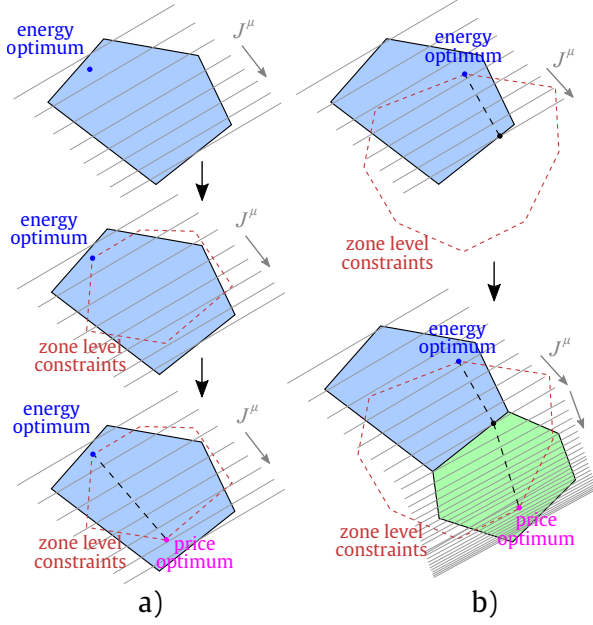 energy
optimum
J^μ
energy
optimum
J^μ
zone level
constraints
energy
optimum
J^μ
zone level
constraints
price
optimum
a)
energy
optimum
J^μ
zone level
constraints
energy
optimum
J^μ
zone level
constraints
price
optimum
b)